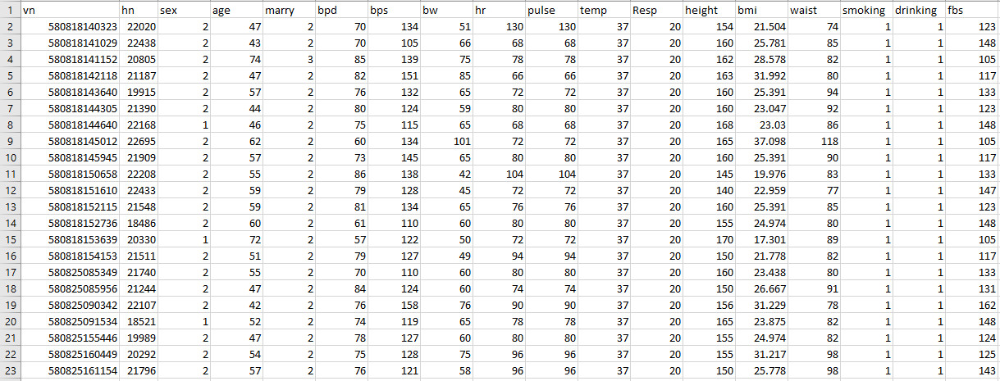 1 vn hn sex age marry bpd bps bw hr pulse temp Resp height bmi waist smoking drinking fbs
2 580818140323 22020 2 47 2 70 134 51 130 130 37 20 154 21.504 74 1 1 123
3 580818141029 22438 2 43 2 70 105 66 68 68 37 20 160 25.781 85 1 1 148
4 580818141152 20805 2 74 3 85 139 75 78 78 37 20 162 28.578 82 1 1 105
5 580818142118 21187 2 47 2 82 151 85 66 66 37 20 163 31.992 80 1 1 117
6 580818143640 19915 2 57 2 76 132 65 72 72 37 20 160 25.391 94 1 1 133
7 580818144305 21390 2 44 2 80 124 59 80 80 37 20 160 23.047 92 1 1 123
8 580818144640 22168 1 46 2 75 115 65 68 68 37 20 168 23.03 86 1 1 148
9 580818145012 22695 2 62 2 60 134 101 72 72 37 20 165 37.098 118 1 1 105
10 580818145945 21909 2 57 2 73 145 65 80 80 37 20 160 25.391 90 1 1 117
11 580818150658 22208 2 55 2 86 138 42 104 104 37 20 145 19.976 83 1 1 133
12 580818151610 22433 2 59 2 79 128 45 72 72 37 20 140 22.959 77 1 1 147
13 580818152115 21548 2 59 2 81 134 65 76 76 37 20 160 25.391 85 1 1 123
14 580818152736 18486 2 60 2 61 110 60 80 80 37 20 155 24.974 80 1 1 148
15 580818153639 20330 1 72 2 57 122 50 72 72 37 20 170 17.301 89 1 1 105
16 580818154153 21511 2 51 2 79 127 49 94 94 37 20 150 21.778 82 1 1 117
17 580825085349 21740 2 55 2 70 110 60 80 80 37 20 160 23.438 80 1 1 133
18 580825085956 21244 2 47 2 84 124 60 74 74 37 20 150 26.667 91 1 1 131
19 580825090342 22107 2 42 2 76 158 76 90 90 37 20 156 31.229 78 1 1 162
20 580825091534 18521 1 52 2 74 119 65 78 78 37 20 165 23.875 82 1 1 148
21 580825155446 19989 2 47 2 78 127 60 80 80 37 20 155 24.974 82 1 1 124
22 580825160449 20292 2 54 2 75 128 75 96 96 37 20 155 31.217 98 1 1 125
23 580825161154 21796 2 57 2 76 121 58 96 96 37 20 150 25.778 98 1 1 143